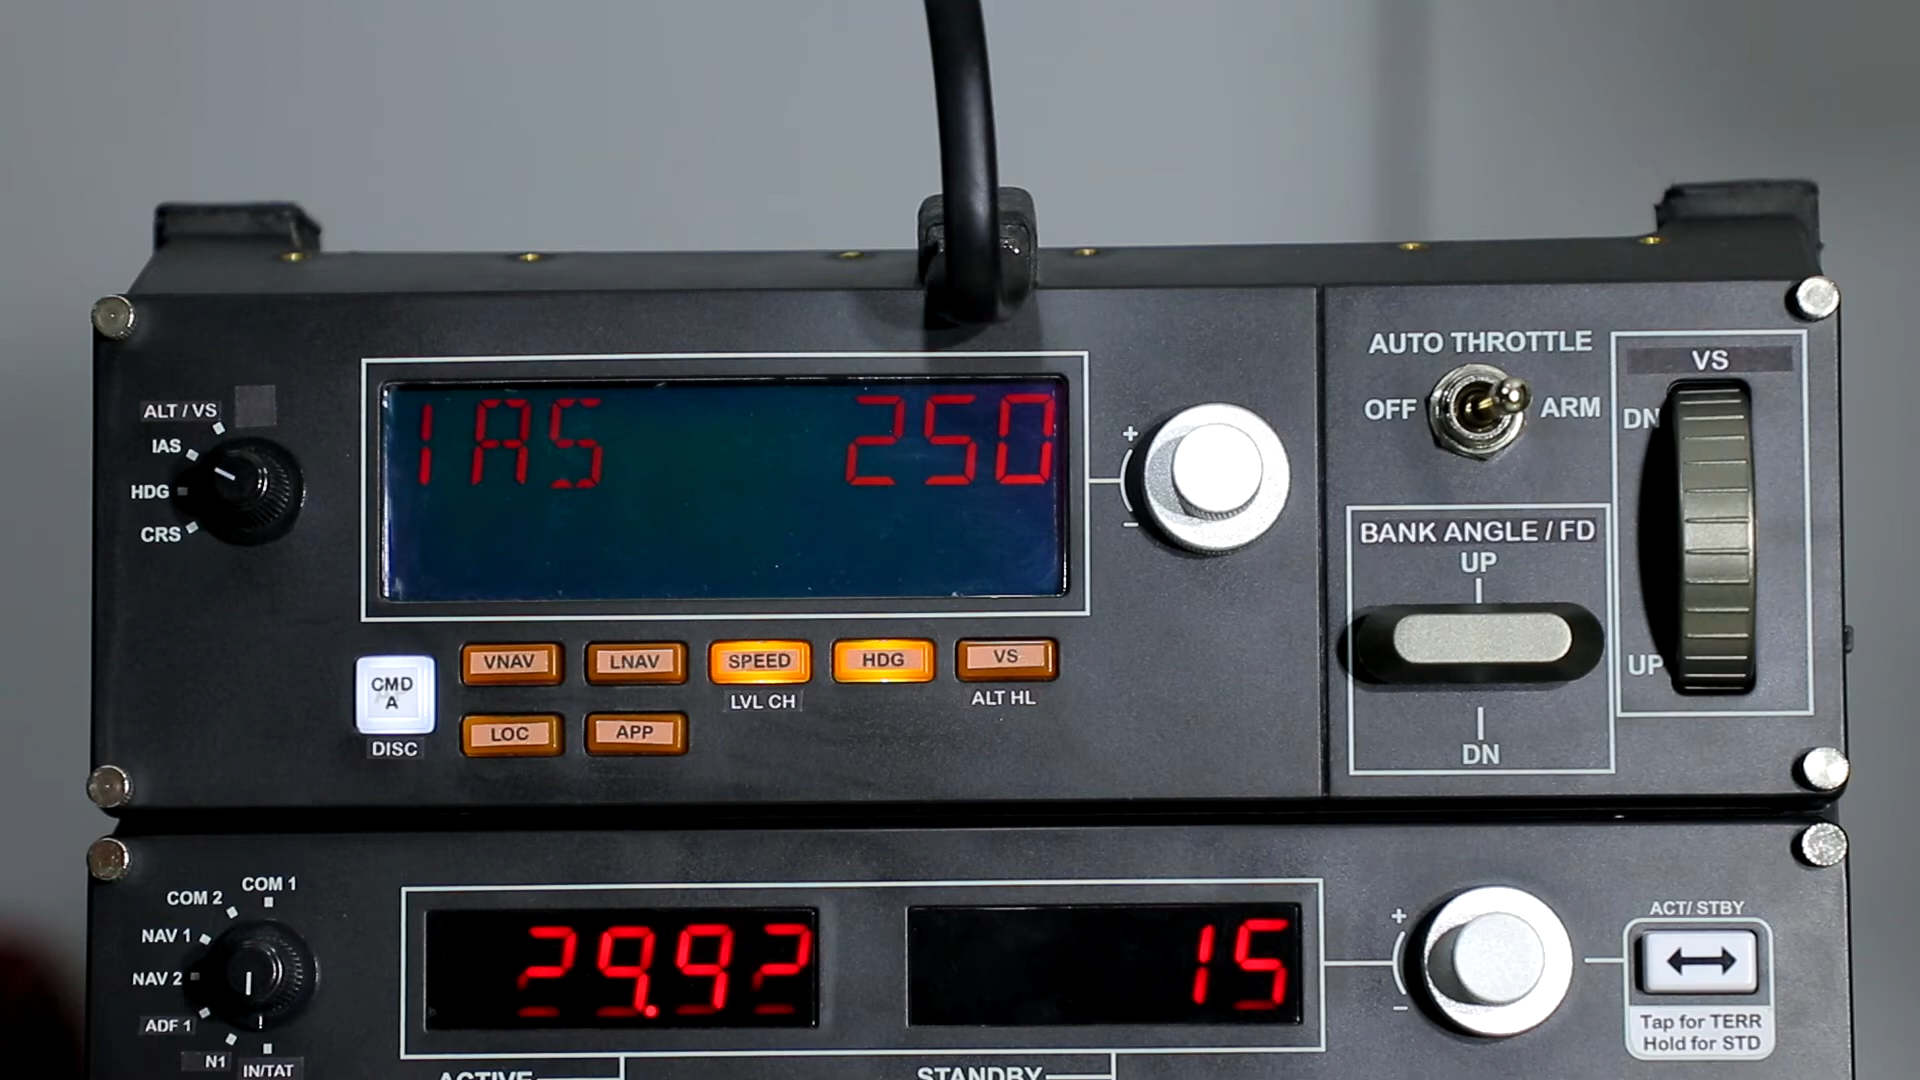 AUTO THROTTLE
OFF
ARM
VS
DN
UP
ALT / VS
IAS
HDG
CRS
IAS 250
+
−
BANK ANGLE / FD
UP
DN
CMD
A
DISC
VNAV
LNAV
SPEED
HDG
VS
LVL CH
ALT HL
LOC
APP
COM 1
COM 2
NAV 1
NAV 2
ADF 1
N1
IN/TAT
29.92
15
+
−
ACT/ STBY
Tap for TERR
Hold for STD
ACTIVE
STANDBY